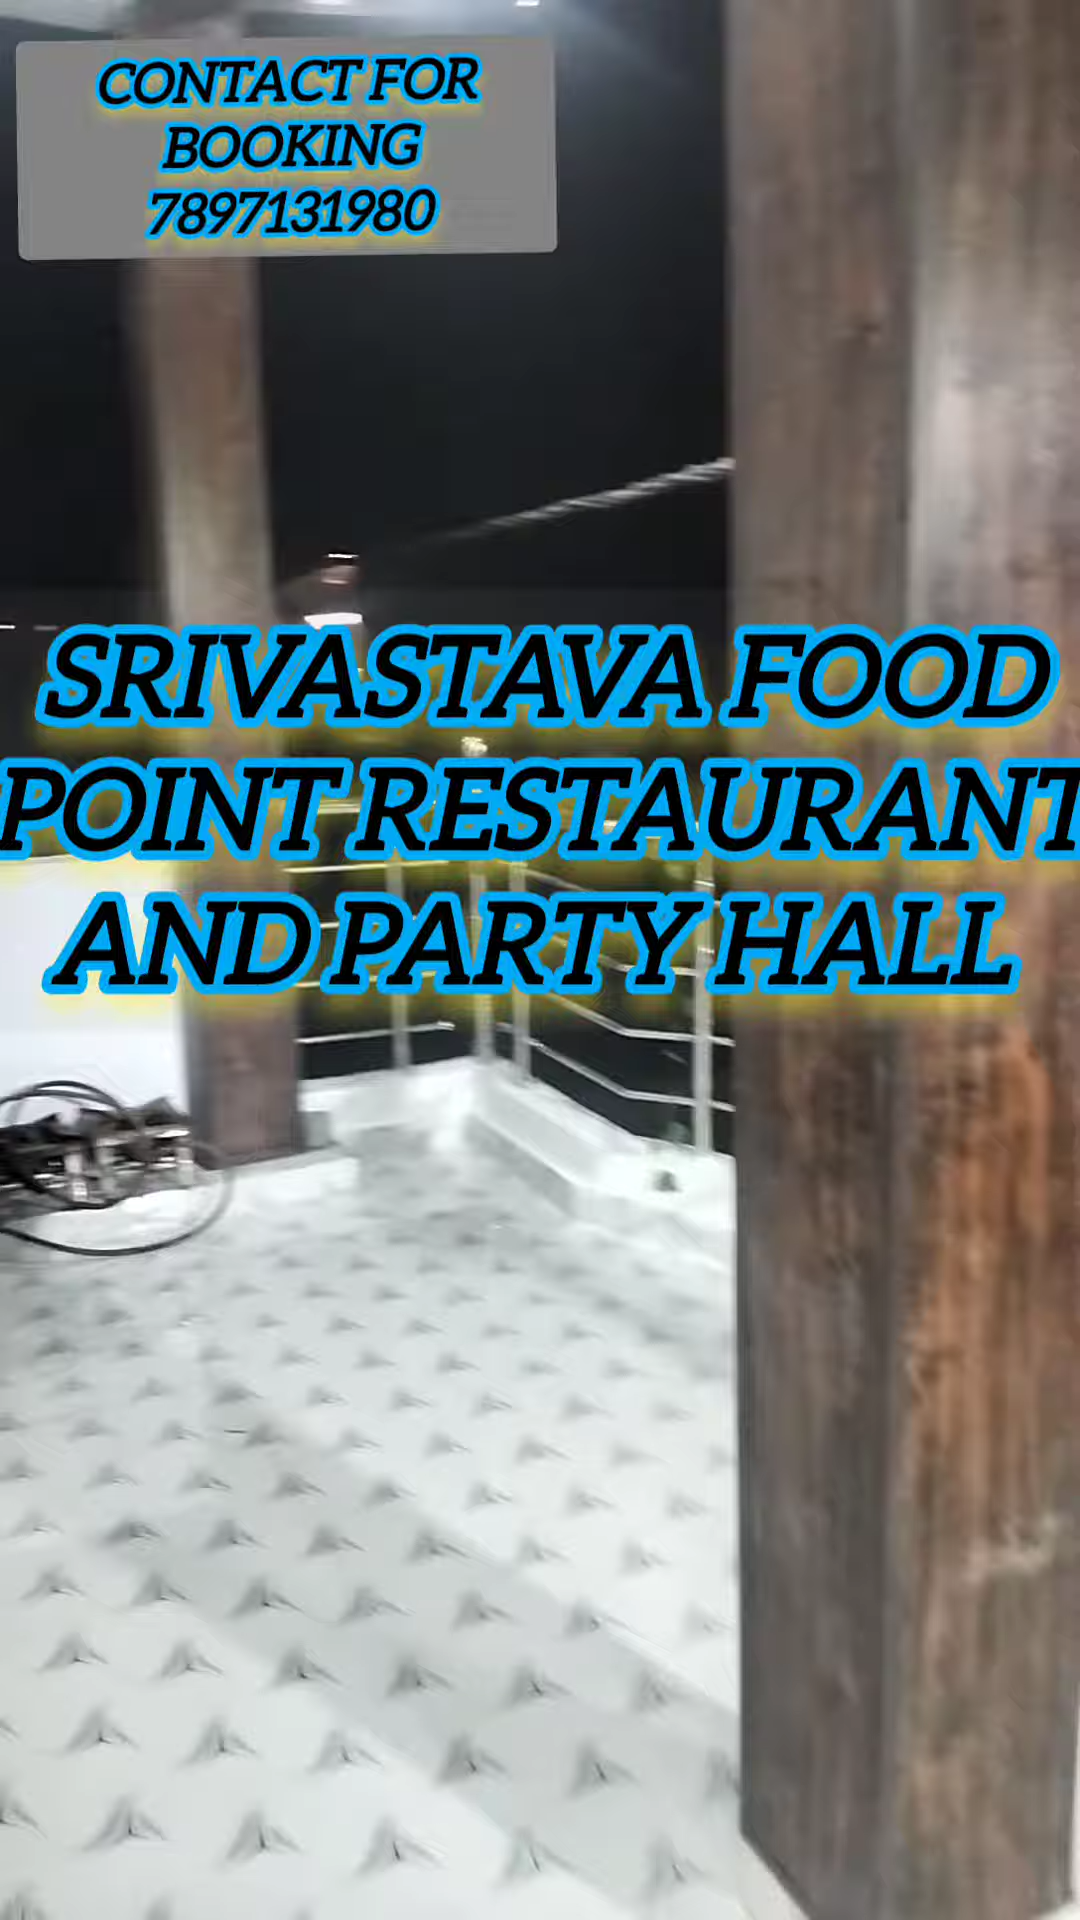 CONTACT FOR
BOOKING
7897131980
SRIVASTAVA FOOD
POINT RESTAURANT
AND PARTY HALL